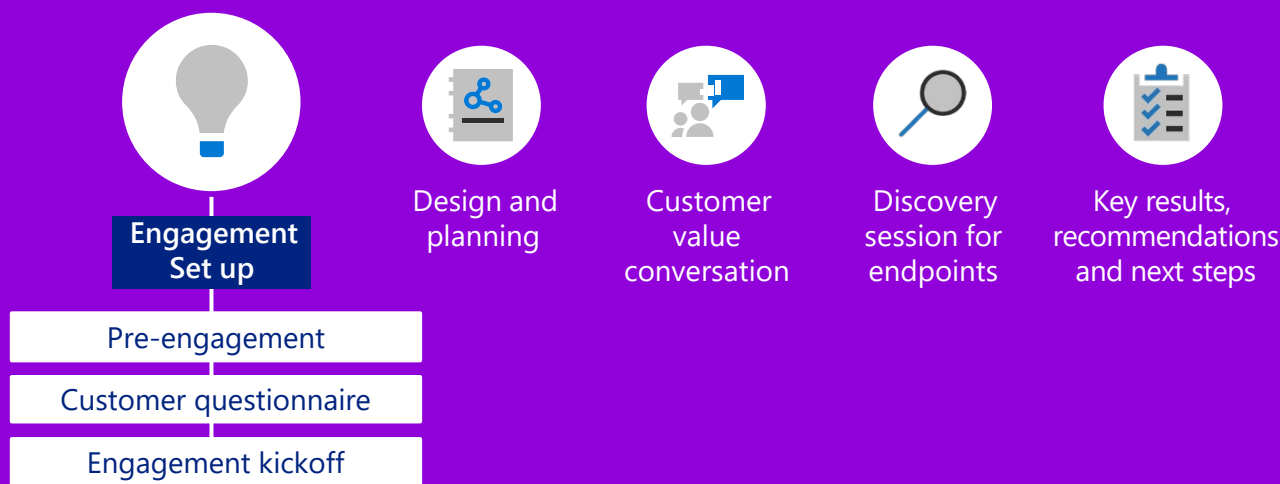 Engagement
Set up
Pre-engagement
Customer questionnaire
Engagement kickoff
Design and
planning
Customer
value
conversation
Discovery
session for
endpoints
Key results,
recommendations
and next steps